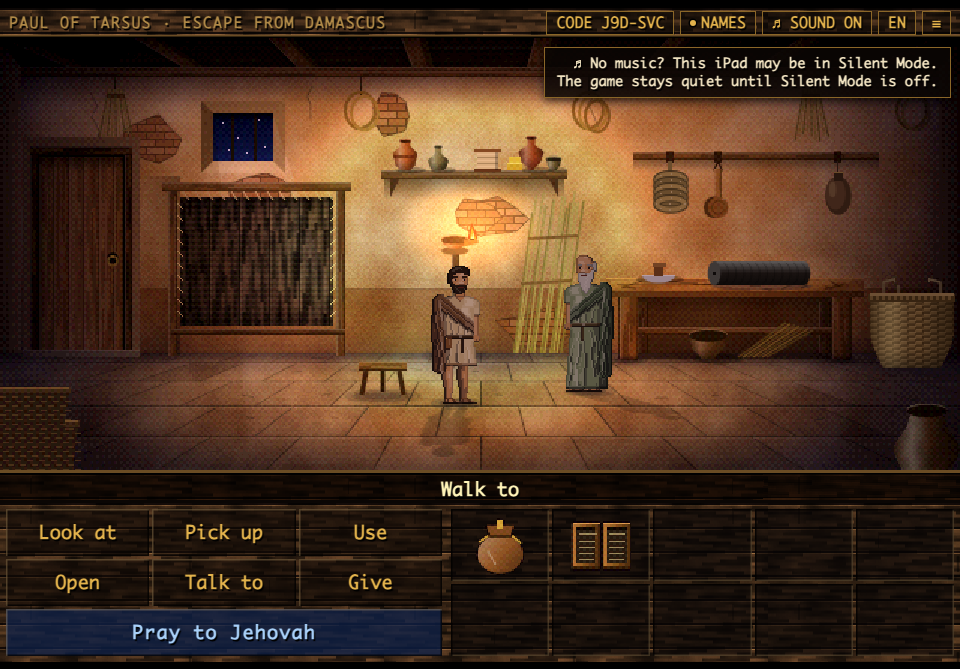 PAUL OF TARSUS · ESCAPE FROM DAMASCUS
CODE J9D-SVC
● NAMES
♬ SOUND ON
EN
≡
♬ No music? This iPad may be in Silent Mode.
The game stays quiet until Silent Mode is off.
Walk to
Look at
Pick up
Use
Open
Talk to
Give
Pray to Jehovah